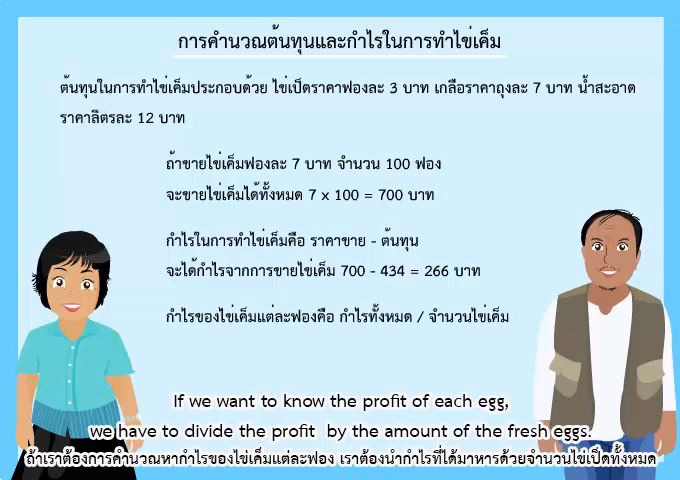 การคำนวณต้นทุนและกำไรในการทำไข่เค็ม
ต้นทุนในการทำไข่เค็มประกอบด้วย ไข่เป็ดราคาฟองละ 3 บาท เกลือราคาถุงละ 7 บาท น้ำสะอาด
ราคาลิตรละ 12 บาท
ถ้าขายไข่เค็มฟองละ 7 บาท จำนวน 100 ฟอง
จะขายไข่เค็มได้ทั้งหมด 7 x 100 = 700 บาท
กำไรในการทำไข่เค็มคือ ราคาขาย - ต้นทุน
จะได้กำไรจากการขายไข่เค็ม 700 - 434 = 266 บาท
กำไรของไข่เค็มแต่ละฟองคือ กำไรทั้งหมด / จำนวนไข่เค็ม
If we want to know the profit of each egg,
we have to divide the profit by the amount of the fresh eggs.
ถ้าเราต้องการคำนวณหากำไรของไข่เค็มแต่ละฟอง เราต้องนำกำไรที่ได้มาหารด้วยจำนวนไข่เป็ดทั้งหมด